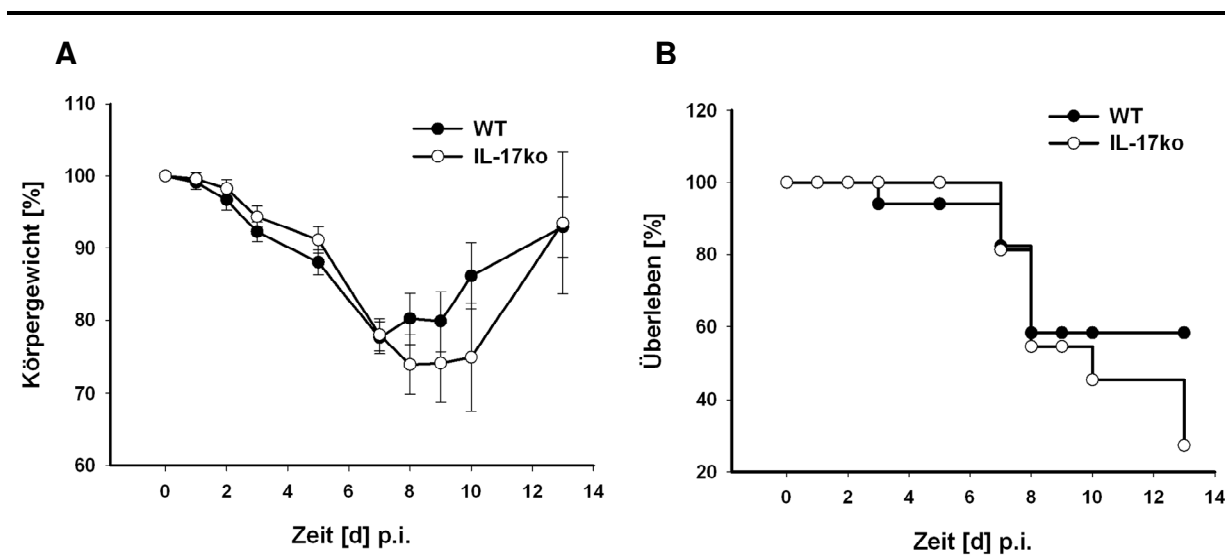 A
110
100
90
80
70
60
Körpergewicht [%]
WT
IL-17ko
0 2 4 6 8 10 12 14
Zeit [d] p.i.
B
120
100
80
60
40
20
Überleben [%]
WT
IL-17ko
0 2 4 6 8 10 12 14
Zeit [d] p.i.